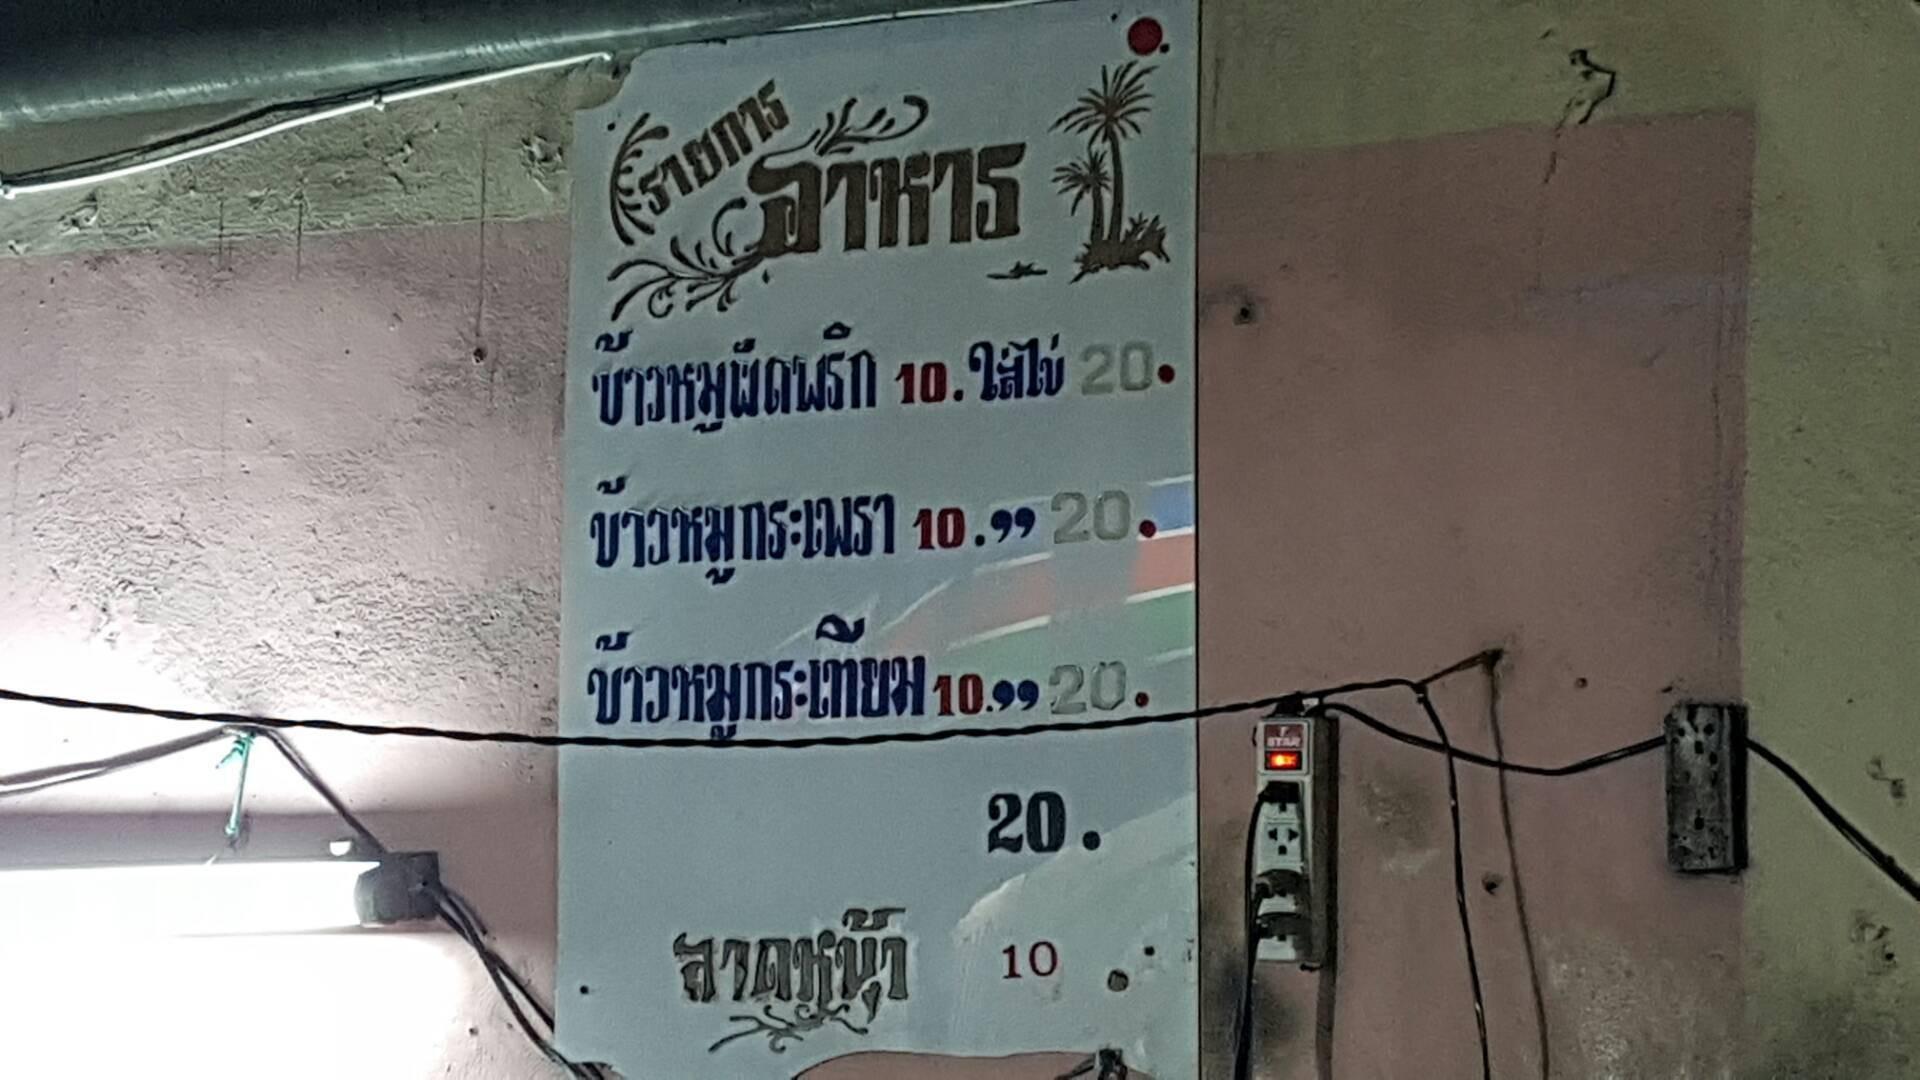 รายการ
อาหาร
ข้าวหมูผัดพริก 10. ใส่ไข่ 20.
ข้าวหมูกระเพรา 10. ,, 20.
ข้าวหมูกระเทียม 10. ,, 20.
20.
ลาดหน้า 10
STAR